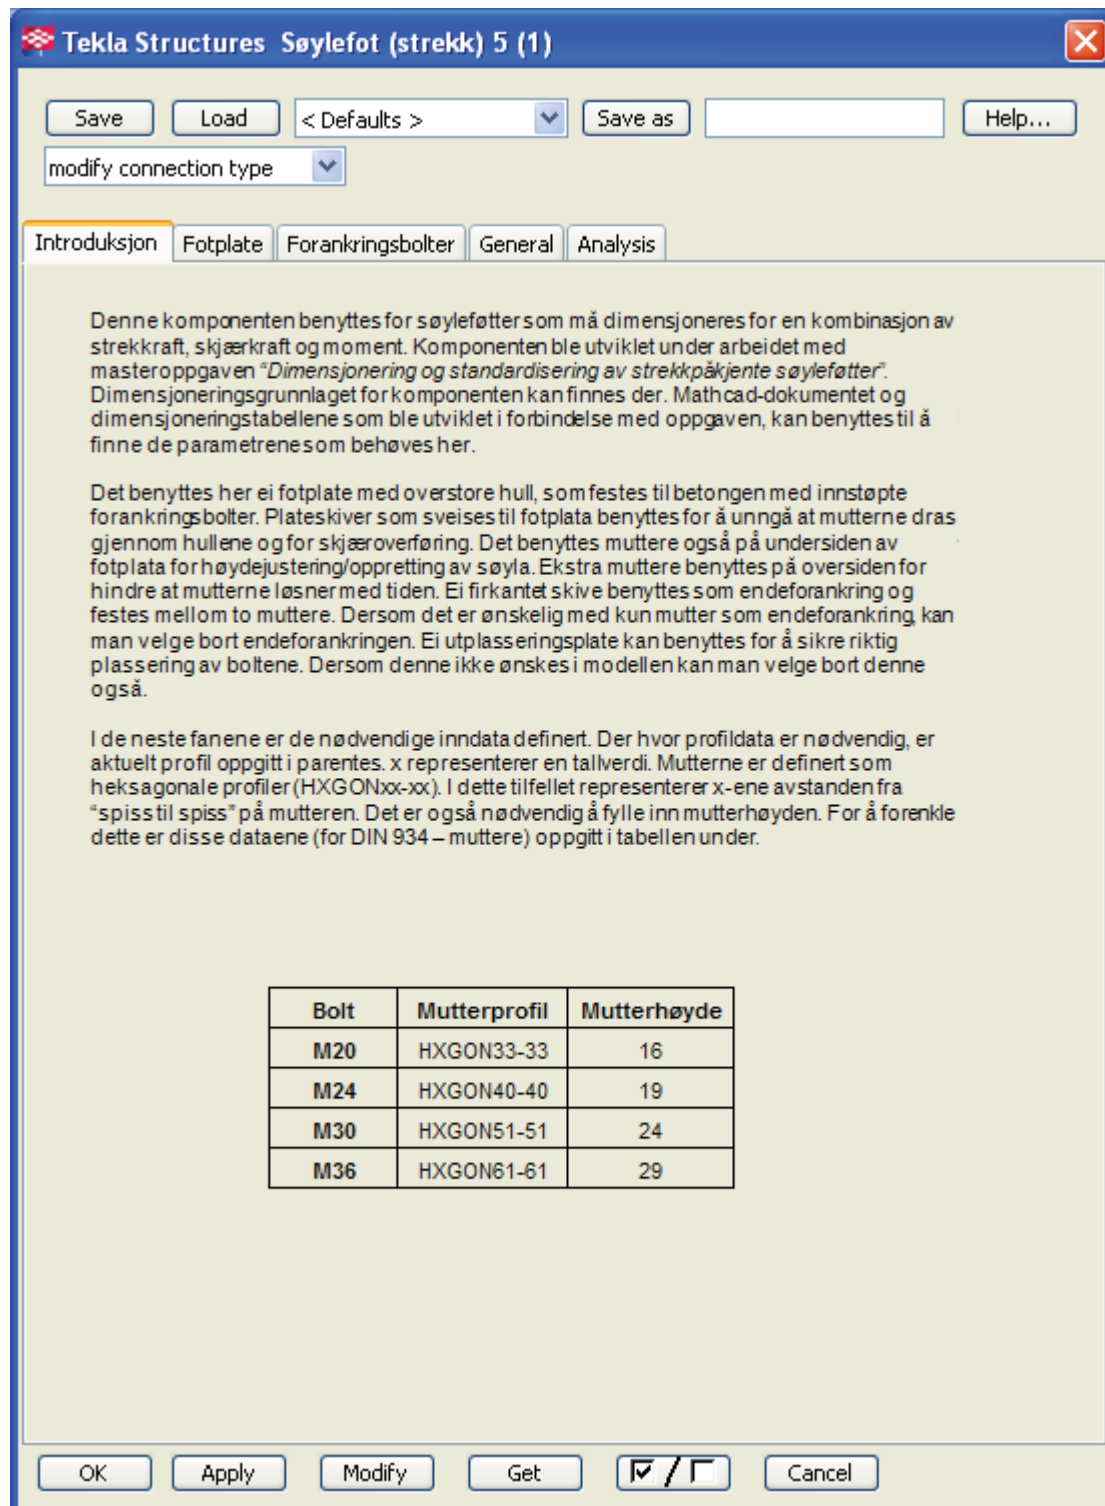 Tekla Structures Søylefot (strekk) 5 (1)
Save Load < Defaults > Save as Help...
modify connection type
Introduksjon Fotplate Forankringsbolter General Analysis
Denne komponenten benyttes for søyleføtter som må dimensjoneres for en kombinasjon av
strekkraft, skjærkraft og moment. Komponenten ble utviklet under arbeidet med
masteroppgaven “Dimensjonering og standardisering av strekkpåkjente søyleføtter”.
Dimensjoneringsgrunnlaget for komponenten kan finnes der. Mathcad-dokumentet og
dimensjoneringstabellene som ble utviklet i forbindelse med oppgaven, kan benyttes til å
finne de parametrene som behøves her.
Det benyttes her ei fotplate med overstore hull, som festes til betongen med innstøpte
forankringsbolter. Plateskiver som sveises til fotplata benyttes for å unngå at mutterne dras
gjennom hullene og for skjæroverføring. Det benyttes muttere også på undersiden av
fotplata for høydejustering/oppretting av søyla. Ekstra muttere benyttes på oversiden for
hindre at mutterne løsner med tiden. Ei firkantet skive benyttes som endeforankring og
festes mellom to muttere. Dersom det er ønskelig med kun mutter som endeforankring, kan
man velge bort endeforankringen. Ei utplasseringsplate kan benyttes for å sikre riktig
plassering av boltene. Dersom denne ikke ønskes i modellen kan man velge bort denne
også.
I de neste fanene er de nødvendige inndata definert. Der hvor profildata er nødvendig, er
aktuelt profil oppgitt i parentes. x representerer en tallverdi. Mutterne er definert som
heksagonale profiler (HXGONxx-xx). I dette tilfellet representerer x-ene avstanden fra
“spiss til spiss” på mutteren. Det er også nødvendig å fylle inn mutterhøyden. For å forenkle
dette er disse dataene (for DIN 934 – muttere) oppgitt i tabellen under.
Bolt Mutterprofil Mutterhøyde
M20 HXGON33-33 16
M24 HXGON40-40 19
M30 HXGON51-51 24
M36 HXGON61-61 29
OK Apply Modify Get / Cancel